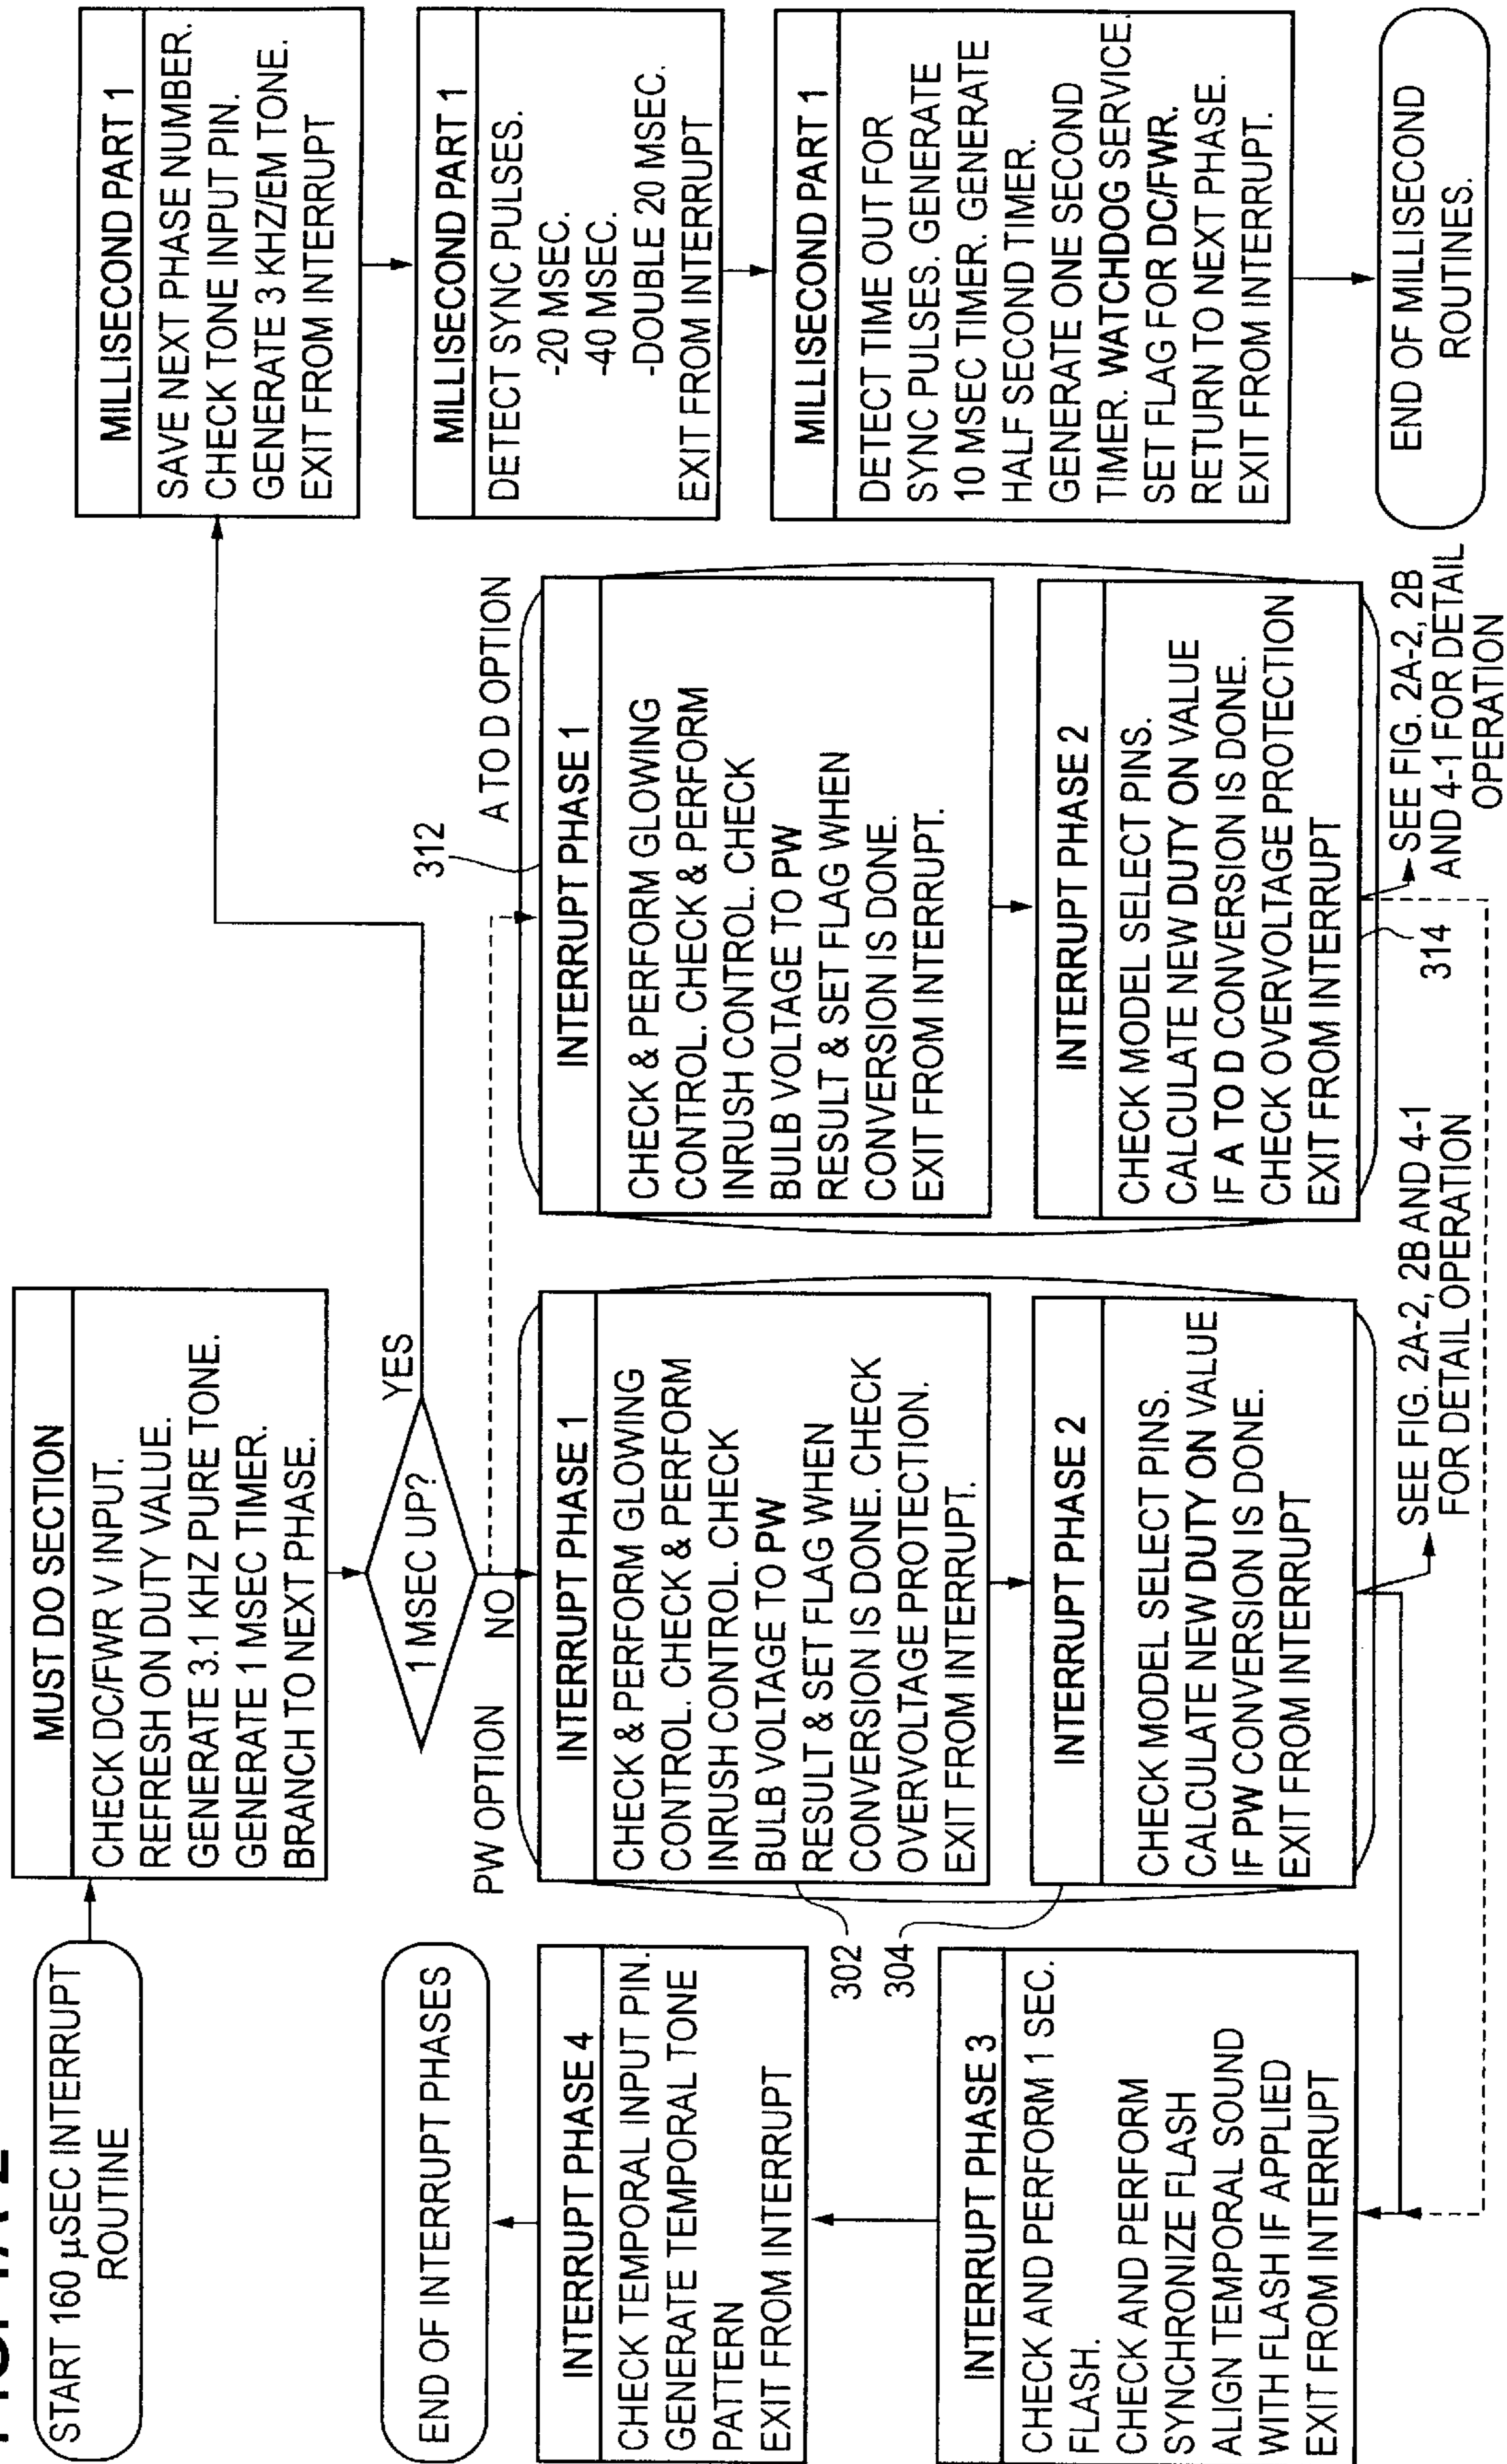 START 160 µSEC INTERRUPT
ROUTINE
MUST DO SECTION
CHECK DC/FWR V INPUT.
REFRESH ON DUTY VALUE.
GENERATE 3.1 KHZ PURE TONE.
GENERATE 1 MSEC TIMER.
BRANCH TO NEXT PHASE.
1 MSEC UP?
YES
NO
MILLISECOND PART 1
SAVE NEXT PHASE NUMBER.
CHECK TONE INPUT PIN.
GENERATE 3 KHZ/EM TONE.
EXIT FROM INTERRUPT
MILLISECOND PART 1
DETECT SYNC PULSES.
-20 MSEC.
-40 MSEC.
-DOUBLE 20 MSEC.
EXIT FROM INTERRUPT
MILLISECOND PART 1
DETECT TIME OUT FOR
SYNC PULSES. GENERATE
10 MSEC TIMER. GENERATE
HALF SECOND TIMER.
GENERATE ONE SECOND
TIMER. WATCHDOG SERVICE.
SET FLAG FOR DC/FWR.
RETURN TO NEXT PHASE.
EXIT FROM INTERRUPT.
END OF MILLISECOND
ROUTINES.
PW OPTION
INTERRUPT PHASE 1
CHECK & PERFORM GLOWING
CONTROL. CHECK & PERFORM
INRUSH CONTROL. CHECK
BULB VOLTAGE TO PW
RESULT & SET FLAG WHEN
CONVERSION IS DONE. CHECK
OVERVOLTAGE PROTECTION.
EXIT FROM INTERRUPT.
302
INTERRUPT PHASE 2
CHECK MODEL SELECT PINS.
CALCULATE NEW DUTY ON VALUE
IF PW CONVERSION IS DONE.
EXIT FROM INTERRUPT
304
SEE FIG. 2A-2, 2B AND 4-1
FOR DETAIL OPERATION
A TO D OPTION
312
INTERRUPT PHASE 1
CHECK & PERFORM GLOWING
CONTROL. CHECK & PERFORM
INRUSH CONTROL. CHECK
BULB VOLTAGE TO PW
RESULT & SET FLAG WHEN
CONVERSION IS DONE.
EXIT FROM INTERRUPT.
INTERRUPT PHASE 2
CHECK MODEL SELECT PINS.
CALCULATE NEW DUTY ON VALUE
IF A TO D CONVERSION IS DONE.
CHECK OVERVOLTAGE PROTECTION
EXIT FROM INTERRUPT
314
SEE FIG. 2A-2, 2B
AND 4-1 FOR DETAIL
OPERATION
INTERRUPT PHASE 3
CHECK AND PERFORM 1 SEC.
FLASH.
CHECK AND PERFORM
SYNCHRONIZE FLASH
ALIGN TEMPORAL SOUND
WITH FLASH IF APPLIED
EXIT FROM INTERRUPT
INTERRUPT PHASE 4
CHECK TEMPORAL INPUT PIN.
GENERATE TEMPORAL TONE
PATTERN
EXIT FROM INTERRUPT
END OF INTERRUPT PHASES